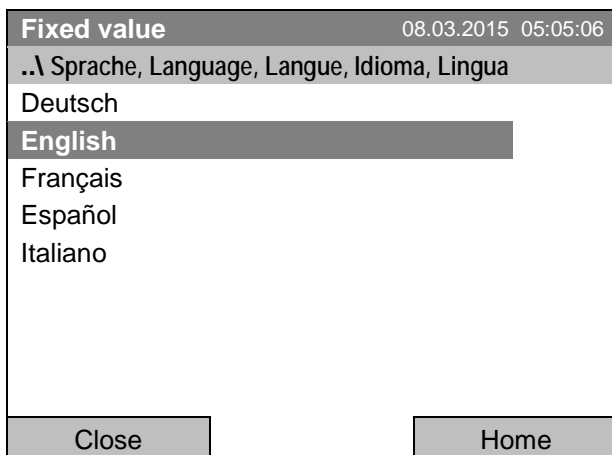 Fixed value 08.03.2015 05:05:06
..\ Sprache, Language, Langue, Idioma, Lingua
Deutsch
English
Français
Español
Italiano
Close Home